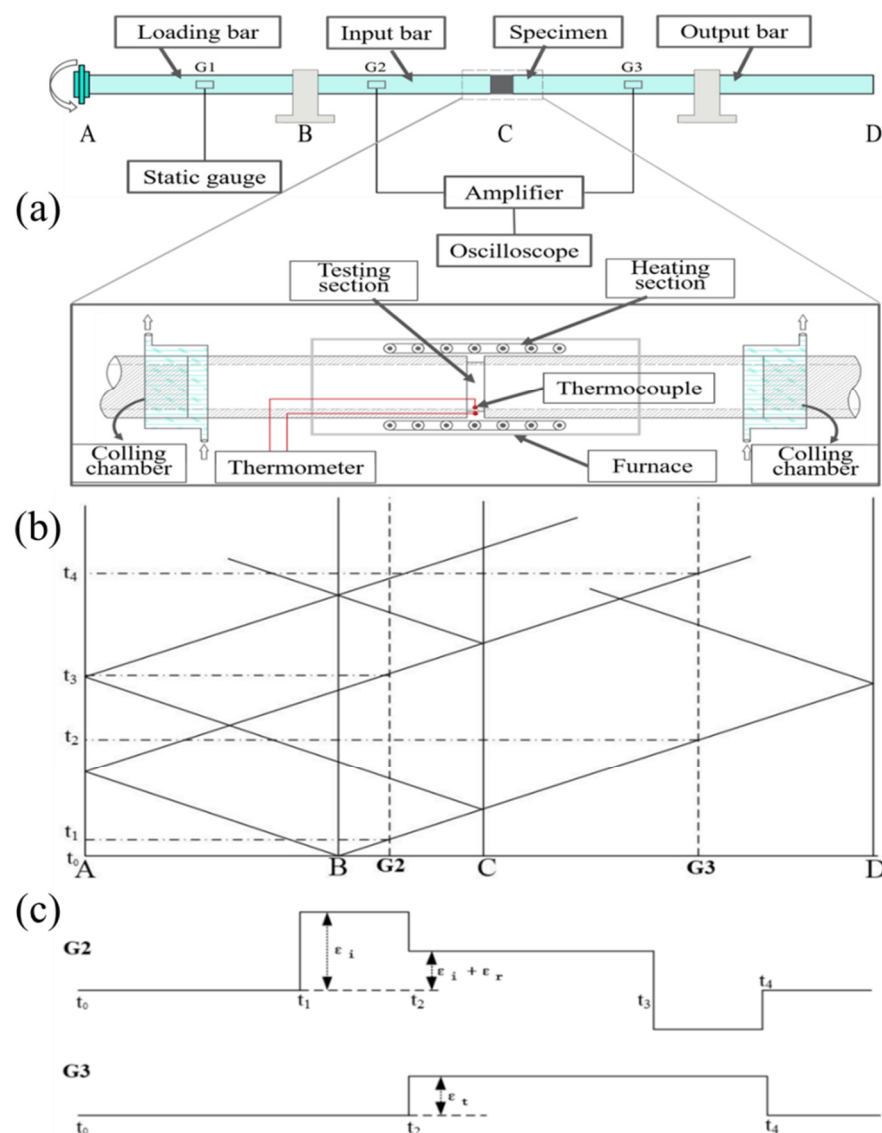 Loading bar
Input bar
Specimen
Output bar
G1
G2
G3
A
B
C
D
Static gauge
Amplifier
Oscilloscope
(a)
Testing
section
Heating
section
Thermocouple
Colling
chamber
Thermometer
Furnace
Colling
chamber
(b)
t₄
t₃
t₂
t₁
t₀
A
B
G2
C
G3
D
(c)
G2
ε i
ε i + ε r
t₀
t₁
t₂
t₃
t₄
G3
ε t
t₀
t₂
t₄